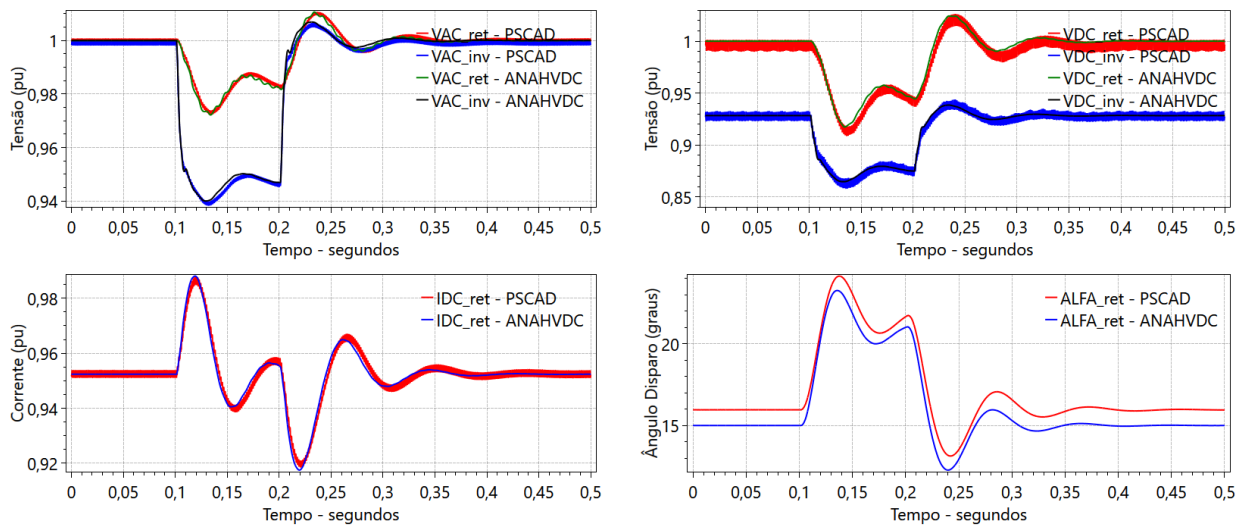 Tensão (pu)
1
0,98
0,96
0,94
VAC_ret - PSCAD
VAC_inv - PSCAD
VAC_ret - ANAHVDC
VAC_inv - ANAHVDC
0 0,05 0,1 0,15 0,2 0,25 0,3 0,35 0,4 0,45 0,5
Tempo - segundos
Tensão (pu)
1
0,95
0,9
0,85
VDC_ret - PSCAD
VDC_inv - PSCAD
VDC_ret - ANAHVDC
VDC_inv - ANAHVDC
0 0,05 0,1 0,15 0,2 0,25 0,3 0,35 0,4 0,45 0,5
Tempo - segundos
Corrente (pu)
0,98
0,96
0,94
0,92
IDC_ret - PSCAD
IDC_ret - ANAHVDC
0 0,05 0,1 0,15 0,2 0,25 0,3 0,35 0,4 0,45 0,5
Tempo - segundos
Ângulo Disparo (graus)
20
15
ALFA_ret - PSCAD
ALFA_ret - ANAHVDC
0 0,05 0,1 0,15 0,2 0,25 0,3 0,35 0,4 0,45 0,5
Tempo - segundos